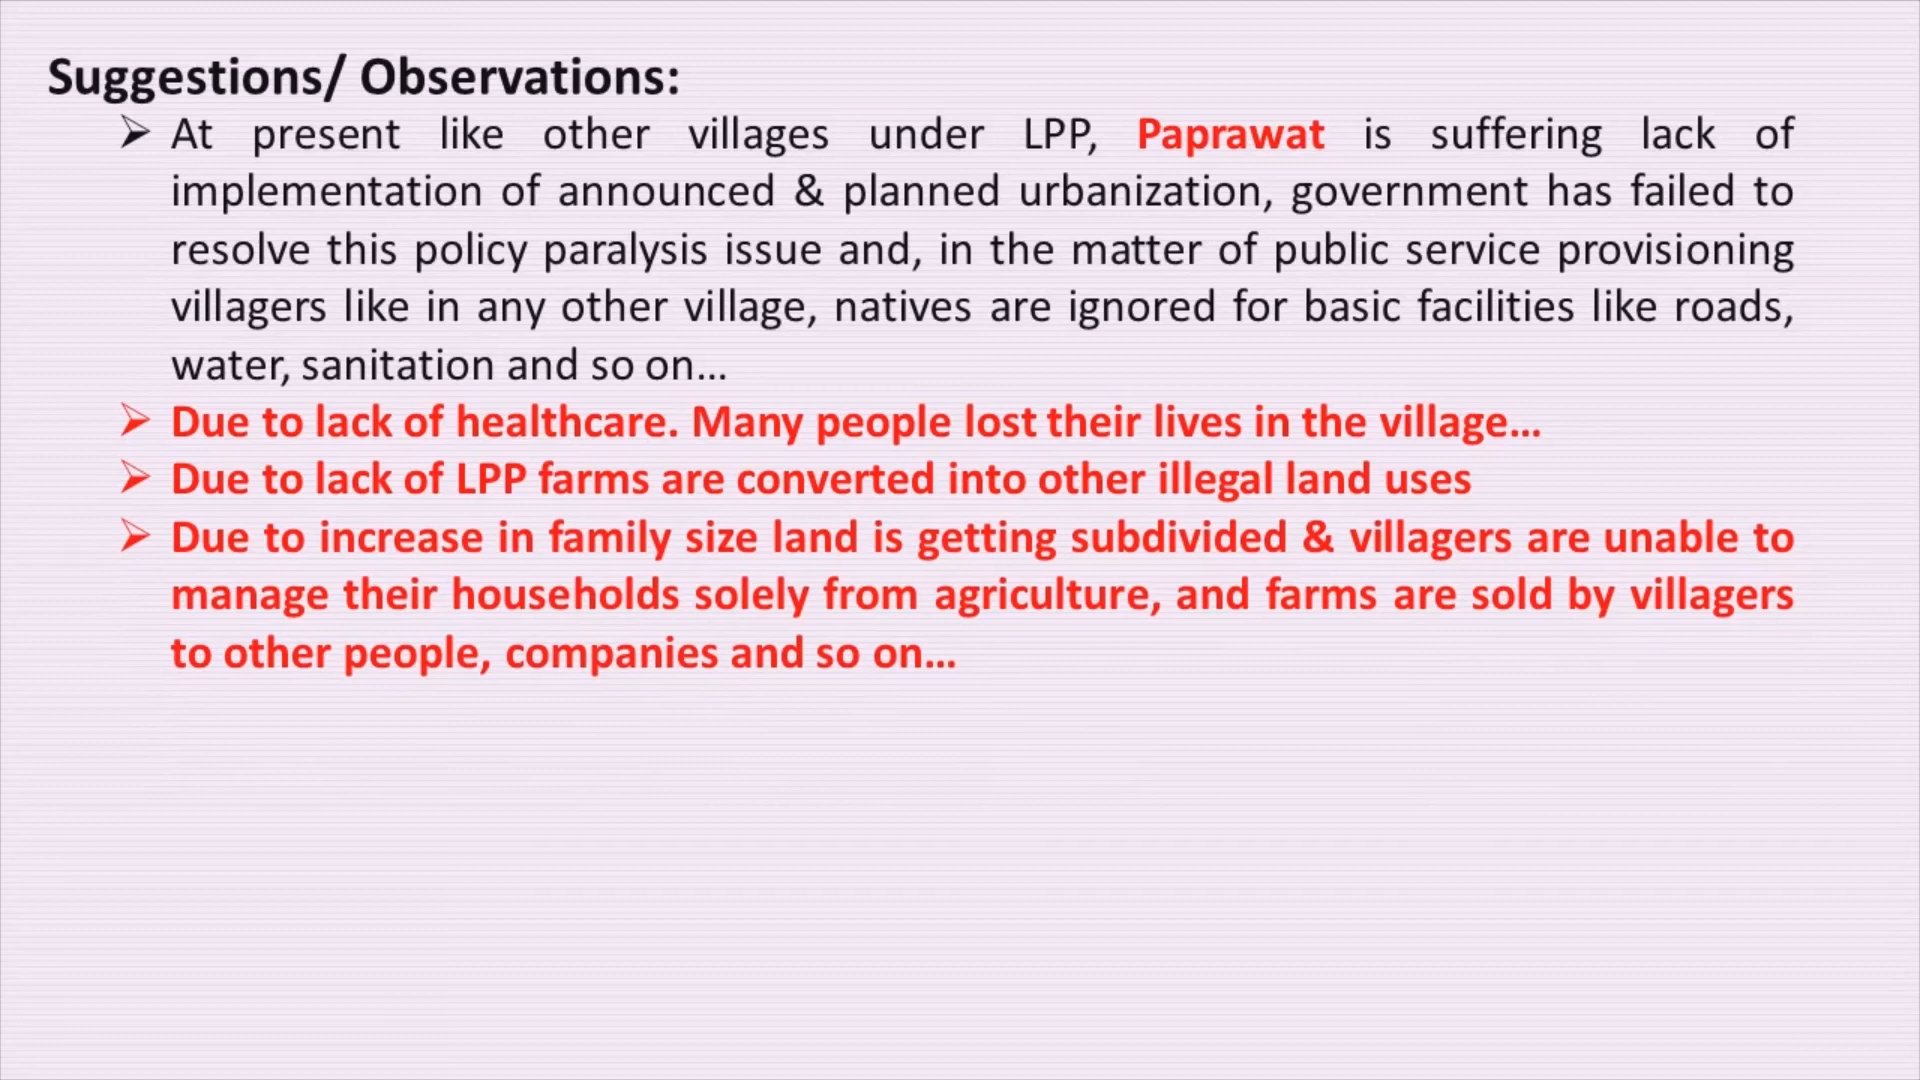 Suggestions/ Observations:
➢ At present like other villages under LPP, Paprawat is suffering lack of
implementation of announced & planned urbanization, government has failed to
resolve this policy paralysis issue and, in the matter of public service provisioning
villagers like in any other village, natives are ignored for basic facilities like roads,
water, sanitation and so on…
➢ Due to lack of healthcare. Many people lost their lives in the village…
➢ Due to lack of LPP farms are converted into other illegal land uses
➢ Due to increase in family size land is getting subdivided & villagers are unable to
manage their households solely from agriculture, and farms are sold by villagers
to other people, companies and so on…